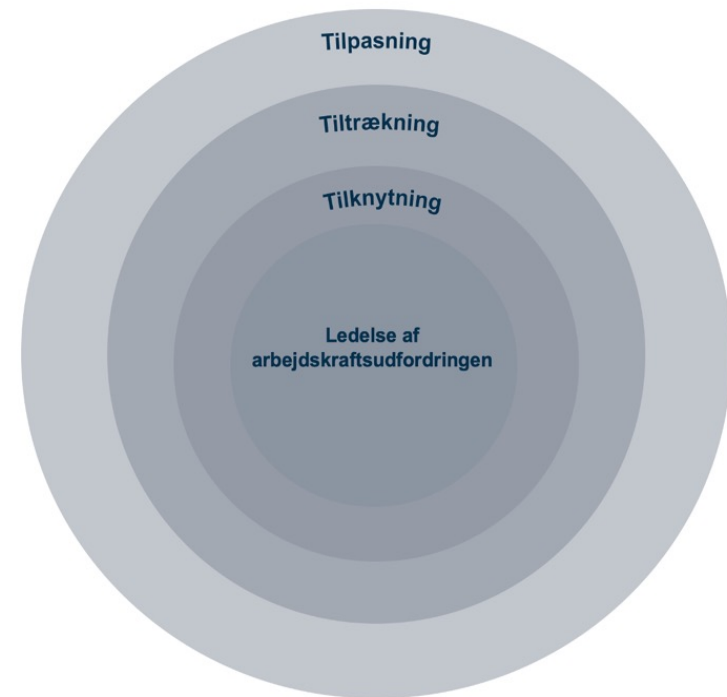 Tilpasning
Tiltrækning
Tilknytning
Ledelse af
arbejdskraftsudfordringen